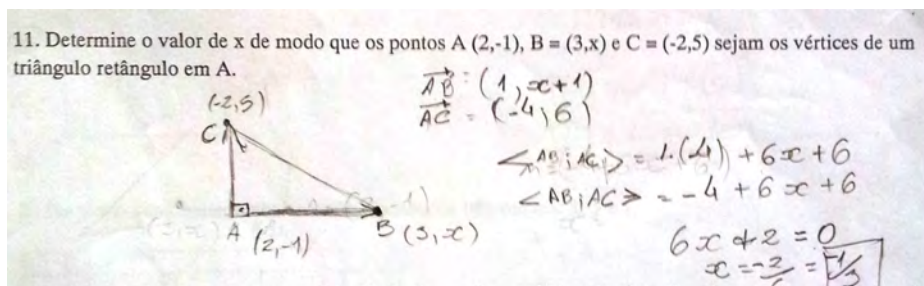 11. Determine o valor de x de modo que os pontos A (2,-1), B = (3,x) e C = (-2,5) sejam os vértices de um
triângulo retângulo em A.
(-2,5)
C
A (2,-1)
B (3,x)
AB = (1, x+1)
AC = (-4, 6)
<AB; AC> = 1.(-4) + 6x + 6
<AB; AC> = -4 + 6x + 6
6x + 2 = 0
x = -2/6 = -1/3